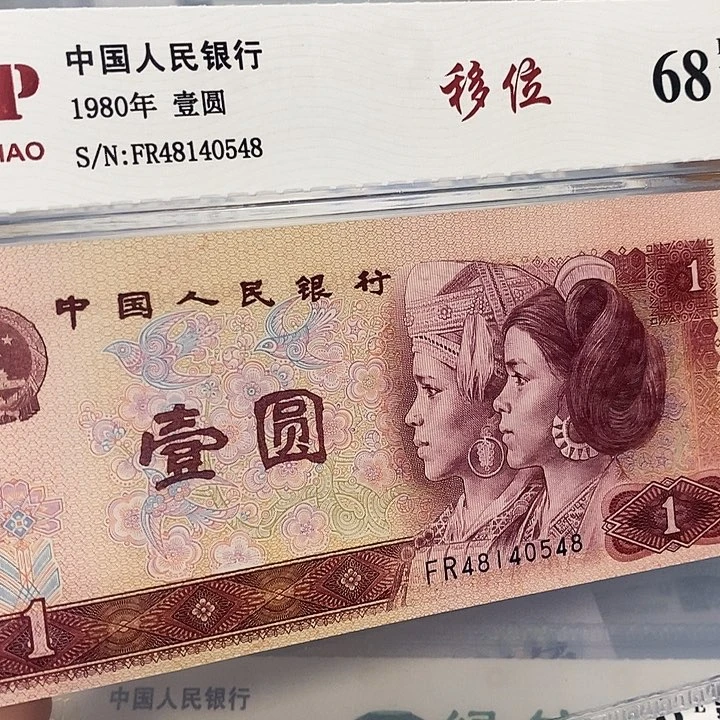 P
中国人民银行
1980年 壹圆
S/N:FR48140548
IAO
移位
68
中国人民银行
1
壹圆
1
FR48140548
1
中国人民银行